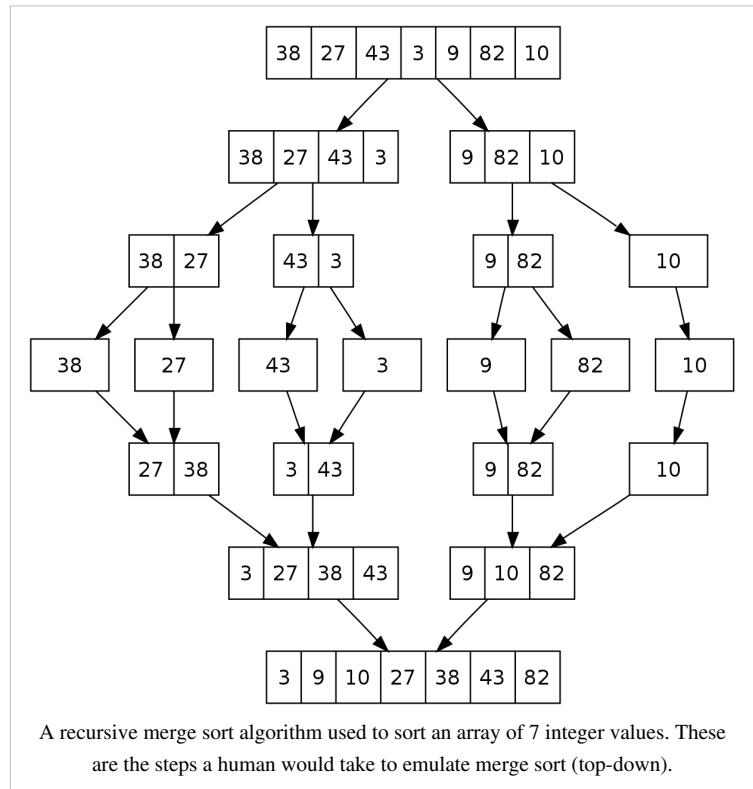 38 27 43 3 9 82 10
38 27 43 3 9 82 10
38 27 43 3 9 82 10
38 27 43 3 9 82 10
27 38 3 43 9 82 10
3 27 38 43 9 10 82
3 9 10 27 38 43 82
A recursive merge sort algorithm used to sort an array of 7 integer values. These
are the steps a human would take to emulate merge sort (top-down).